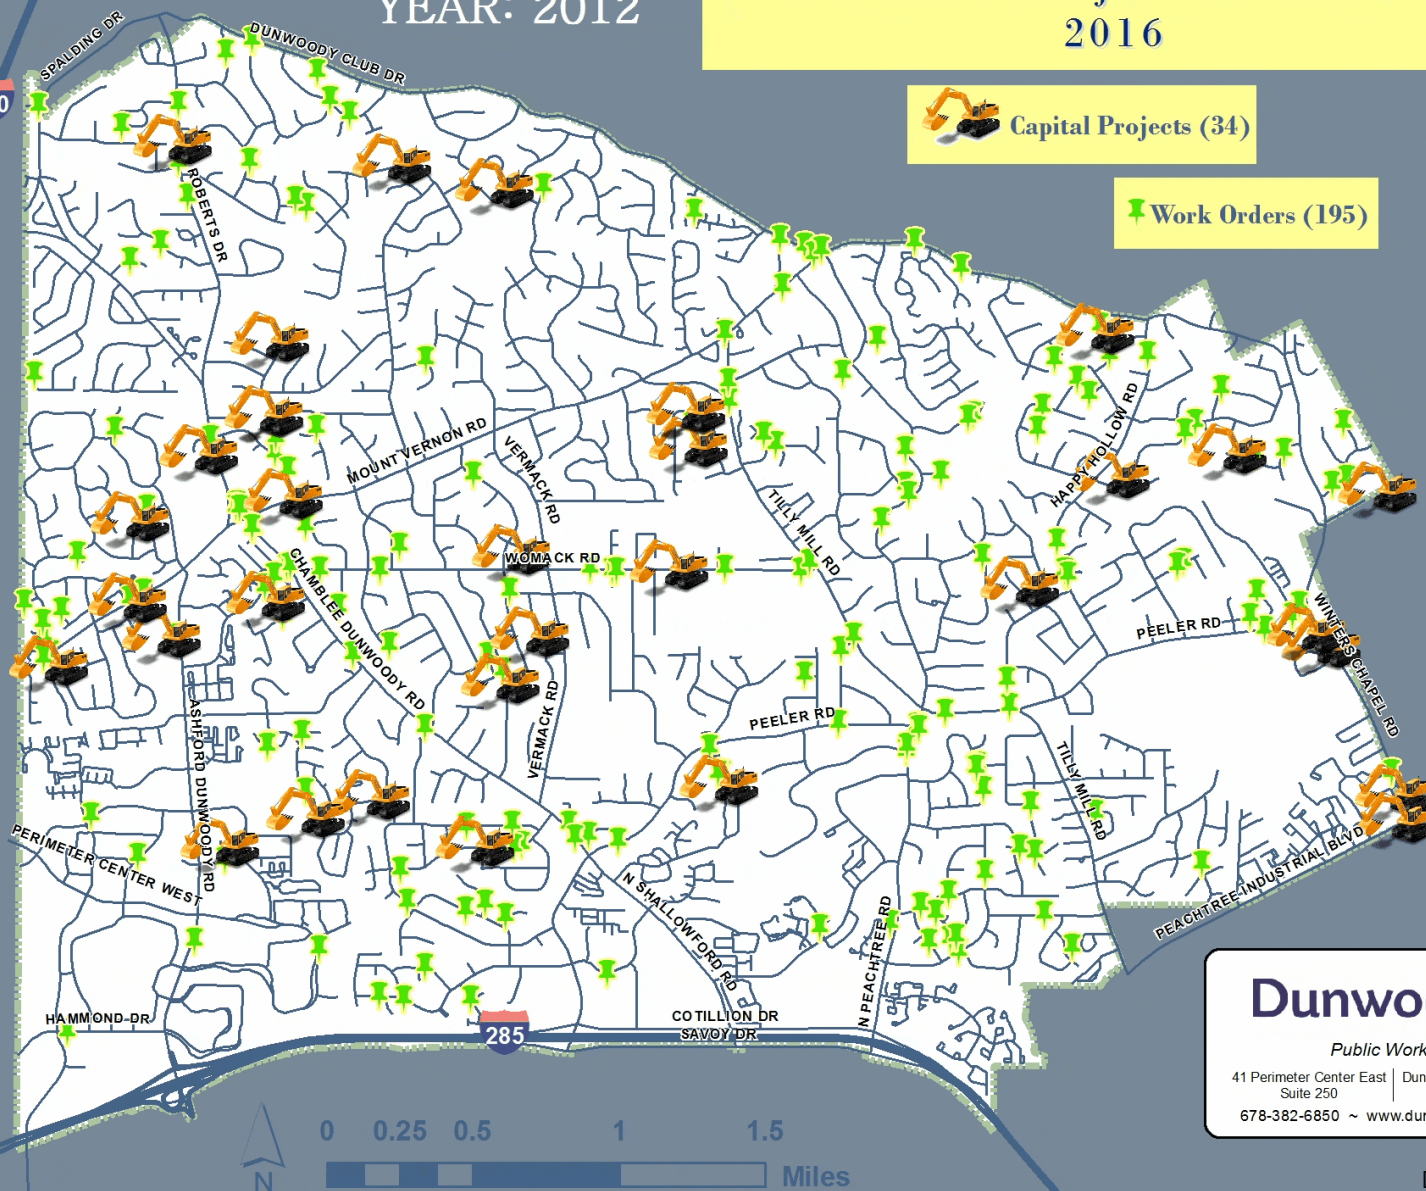 YEAR: 2012
2016
Capital Projects (34)
Work Orders (195)
SPALDING DR
DUNWOODY CLUB DR
0
ROBERTS DR
MOUNT VERNON RD
VERMACK RD
HAPPY HOLLOW RD
TILLY MILL RD
WOMACK RD
CHAMBLEE DUNWOODY RD
PEELER RD
WINTERS CHAPEL RD
PEELER RD
VERMACK RD
ASHFORD DUNWOODY RD
TILLY MILL RD
PERIMETER CENTER WEST
PEACHTREE INDUSTRIAL BLVD
N SHALLOWFORD RD
N PEACHTREE RD
HAMMOND DR
COTILLION DR
SAVOY DR
285
Dunwo
Public Work
41 Perimeter Center East | Dun
Suite 250
678-382-6850 ~ www.dun
0 0.25 0.5 1 1.5
Miles
N